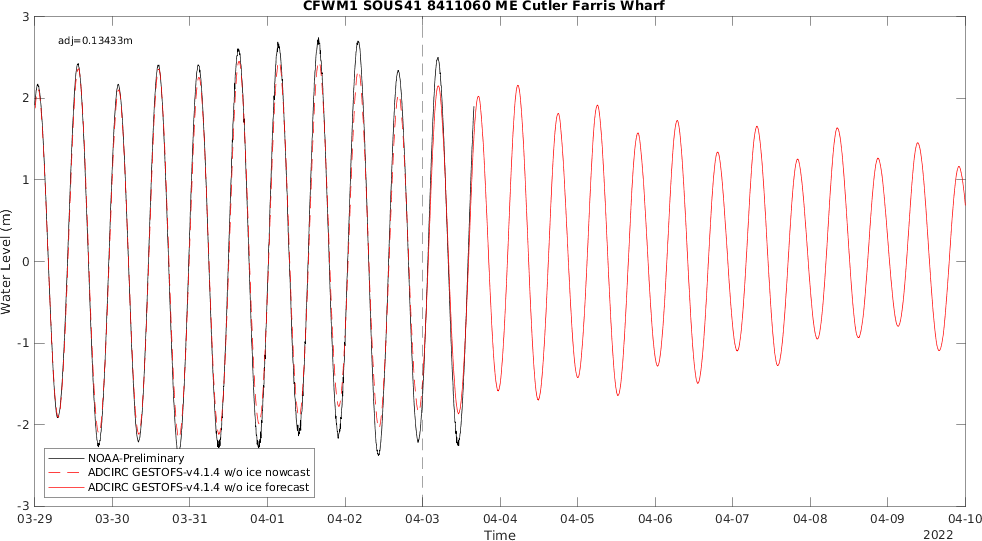 CFWM1 SOUS41 8411060 ME Cutler Farris Wharf
adj=0.13433m
3
2
1
0
-1
-2
-3
Water Level (m)
NOAA-Preliminary
ADCIRC GESTOFS-v4.1.4 w/o ice nowcast
ADCIRC GESTOFS-v4.1.4 w/o ice forecast
03-29 03-30 03-31 04-01 04-02 04-03 04-04 04-05 04-06 04-07 04-08 04-09 04-10
Time
2022